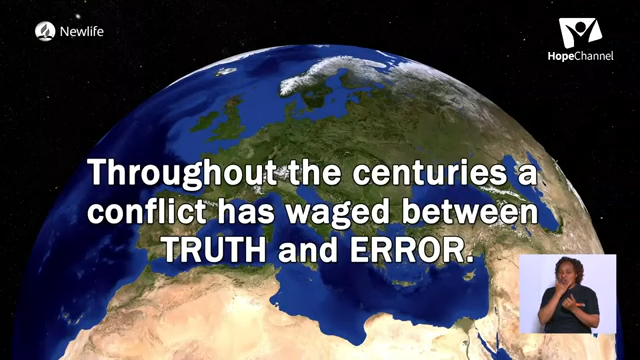 Newlife
HopeChannel
Throughout the centuries a
conflict has waged between
TRUTH and ERROR.